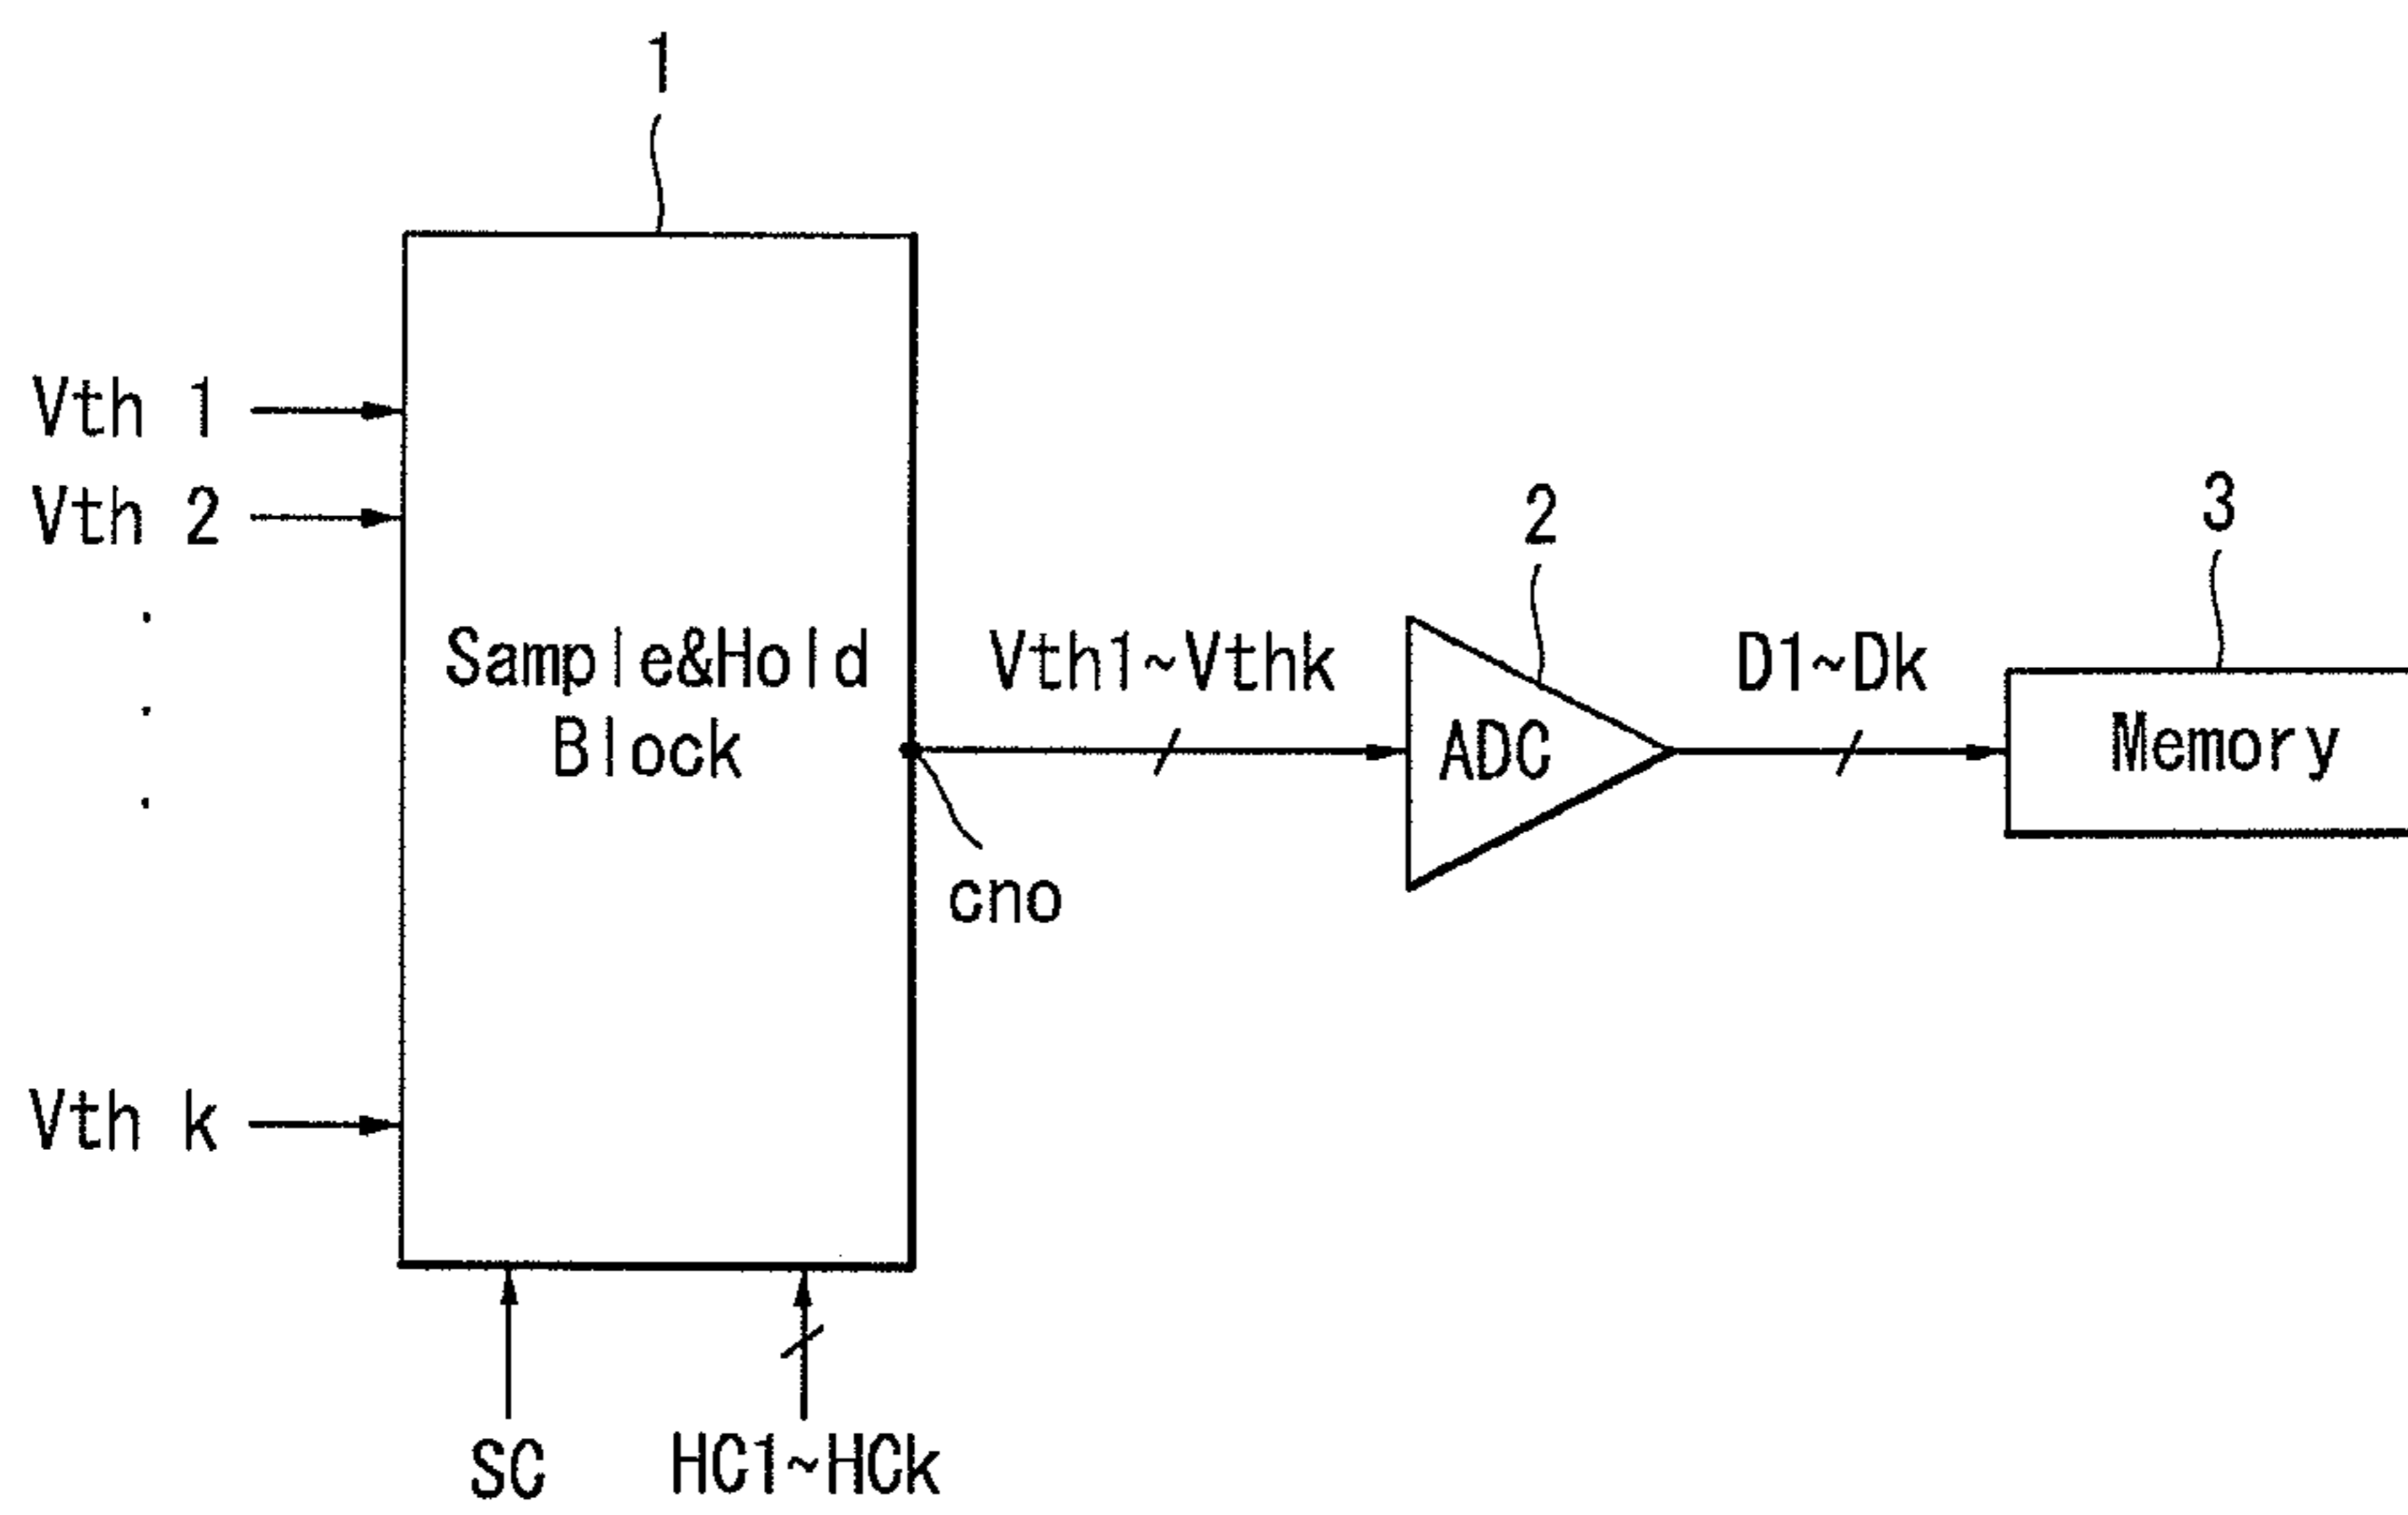 1
Vth 1
Vth 2
Vth k
Sample&Hold
Block
Vth1~Vthk
cno
2
ADC
D1~Dk
3
Memory
SC
HC1~HCk